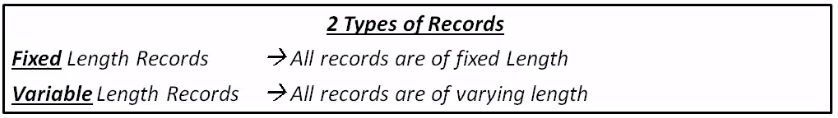 2 Types of Records
Fixed Length Records → All records are of fixed Length
Variable Length Records → All records are of varying length